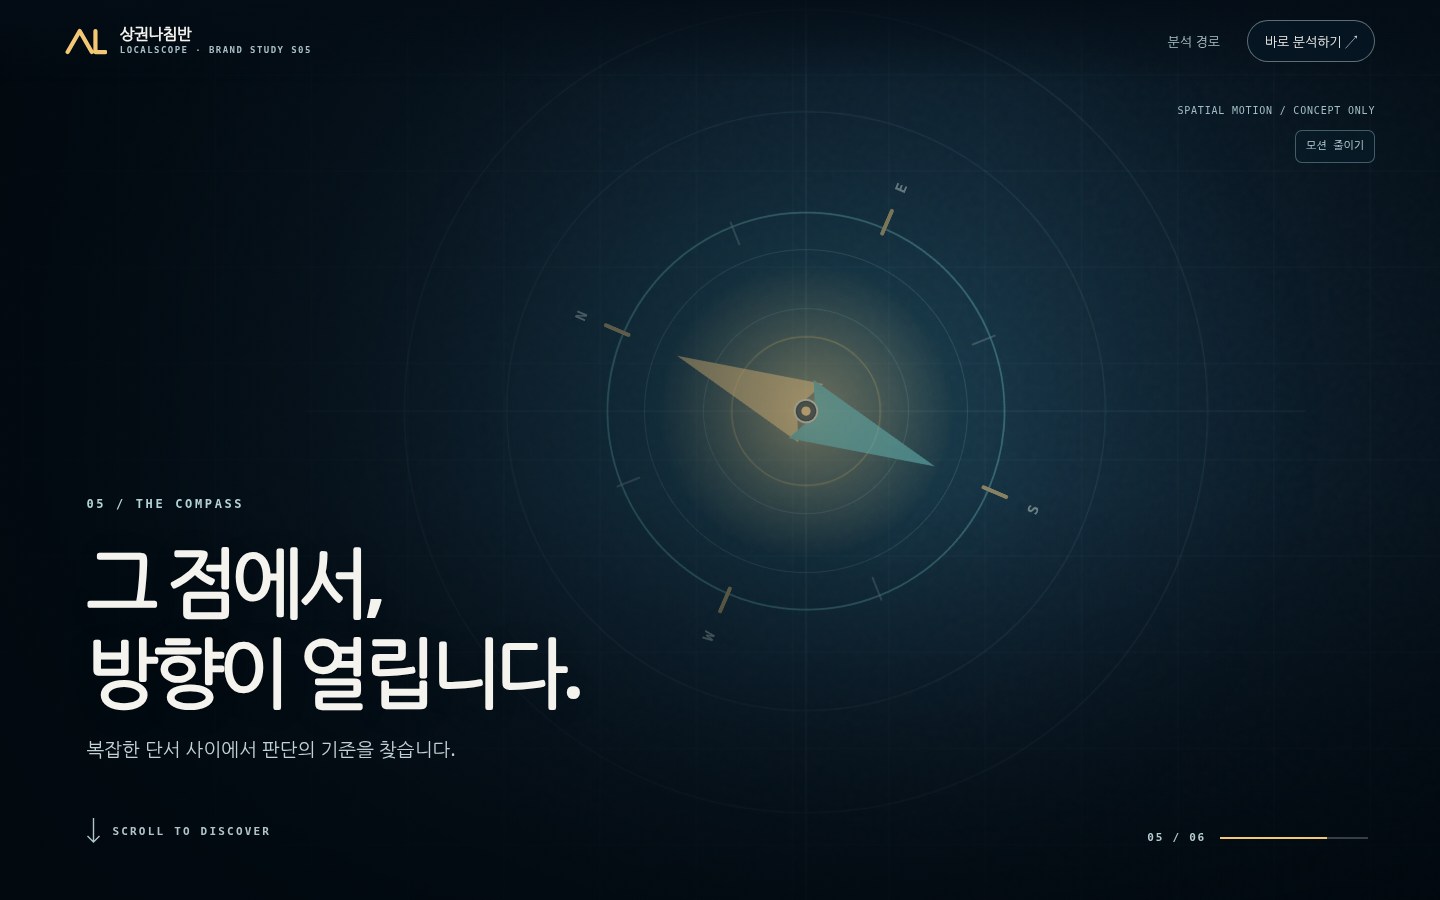 상권나침반
LOCALSCOPE · BRAND STUDY S05
분석 경로
바로 분석하기 ↗
SPATIAL MOTION / CONCEPT ONLY
모션 줄이기
E
N
S
W
05 / THE COMPASS
그 점에서,
방향이 열립니다.
복잡한 단서 사이에서 판단의 기준을 찾습니다.
↓ SCROLL TO DISCOVER
05 / 06